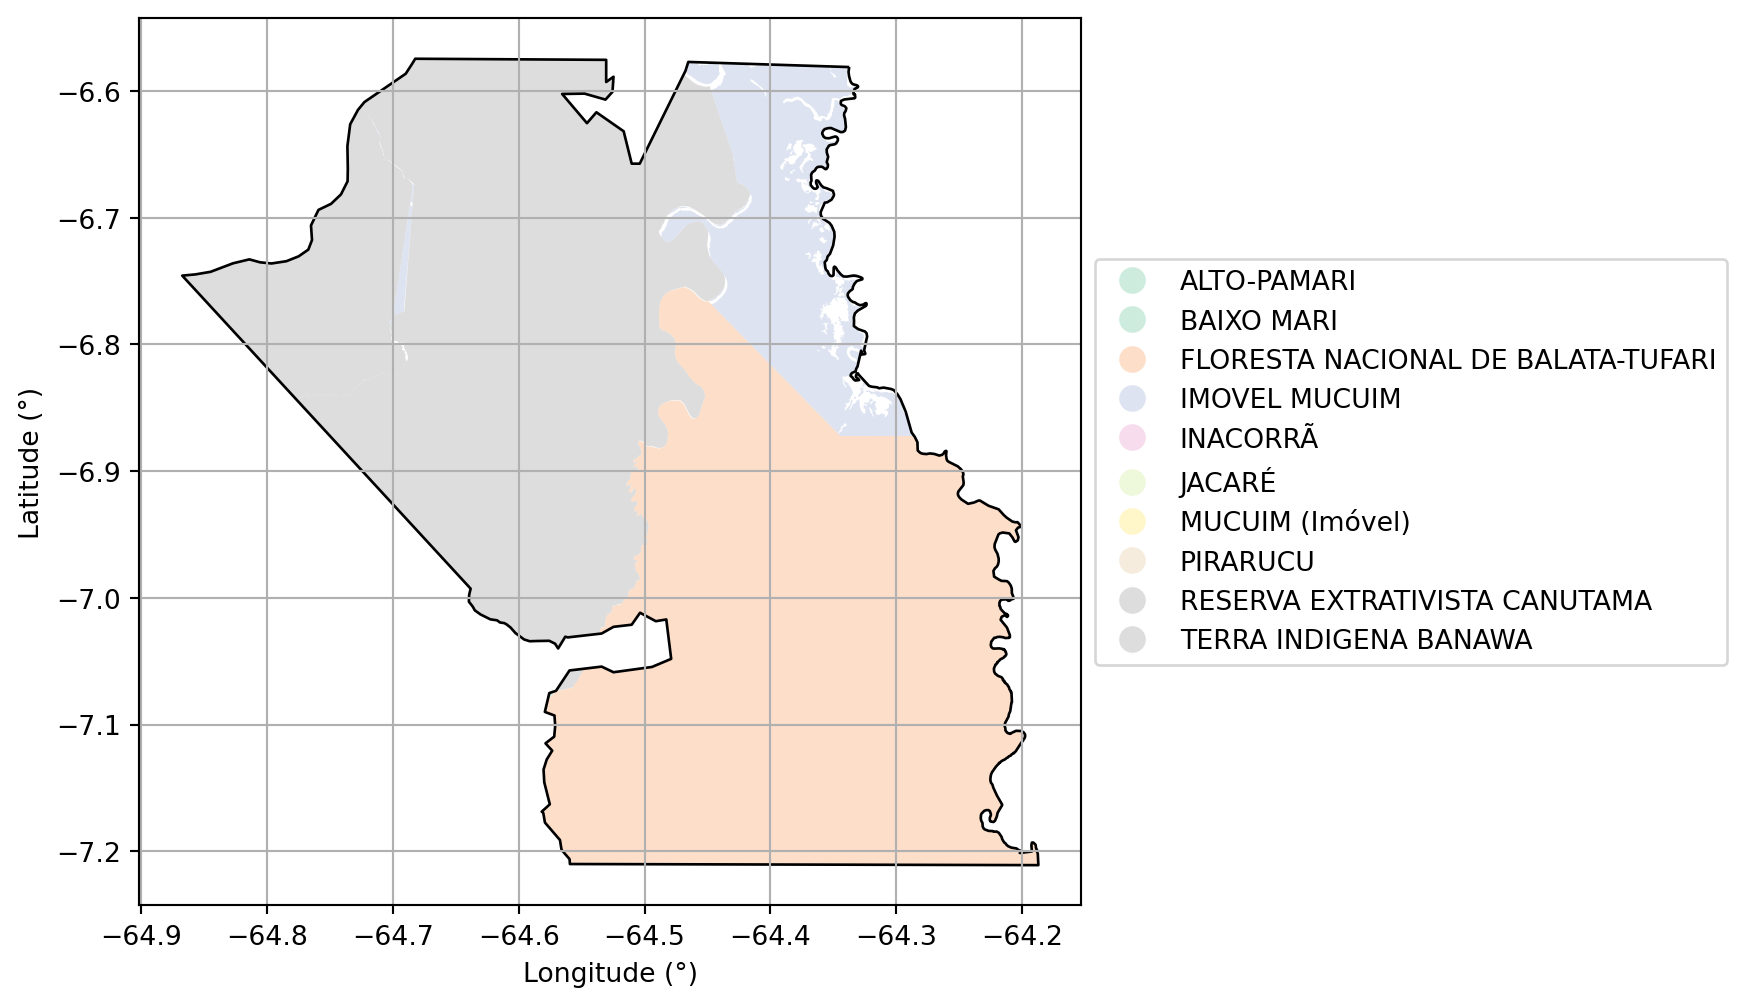 −6.6
−6.7
−6.8
−6.9
−7.0
−7.1
−7.2
Latitude (°)
−64.9 −64.8 −64.7 −64.6 −64.5 −64.4 −64.3 −64.2
Longitude (°)
ALTO-PAMARI
BAIXO MARI
FLORESTA NACIONAL DE BALATA-TUFARI
IMOVEL MUCUIM
INACORRÃ
JACARÉ
MUCUIM (Imóvel)
PIRARUCU
RESERVA EXTRATIVISTA CANUTAMA
TERRA INDIGENA BANAWA